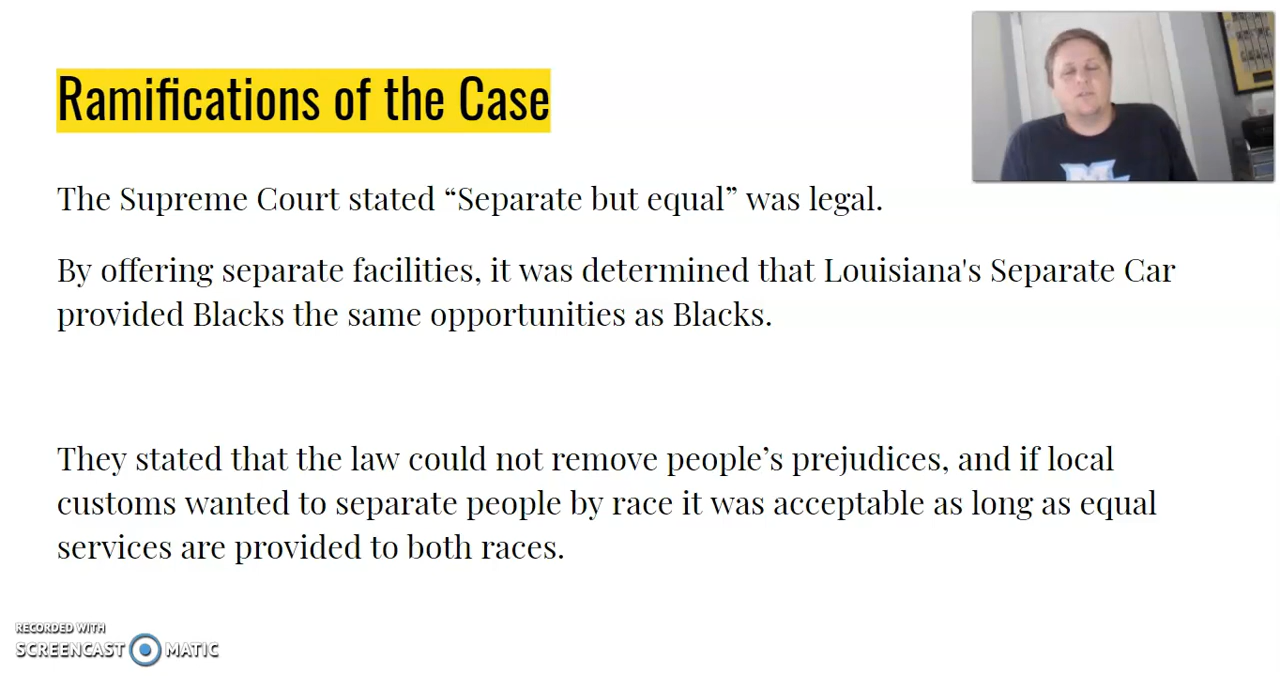 Ramifications of the Case
The Supreme Court stated “Separate but equal” was legal.
By offering separate facilities, it was determined that Louisiana's Separate Car
provided Blacks the same opportunities as Blacks.
They stated that the law could not remove people’s prejudices, and if local
customs wanted to separate people by race it was acceptable as long as equal
services are provided to both races.
RECORDED WITH
SCREENCAST MATIC